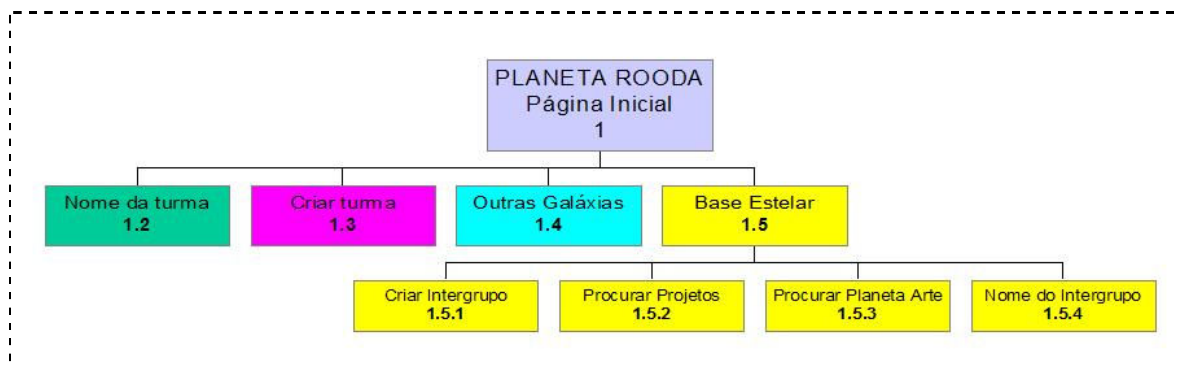 PLANETA ROODA
Página Inicial
1
Nome da turma
1.2
Criar turma
1.3
Outras Galáxias
1.4
Base Estelar
1.5
Criar Intergrupo
1.5.1
Procurar Projetos
1.5.2
Procurar Planeta Arte
1.5.3
Nome do Intergrupo
1.5.4